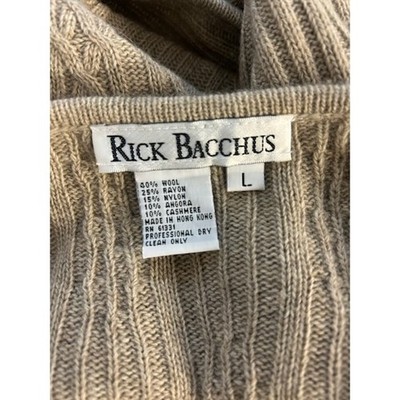 RICK BACCHUS
L
40% WOOL
25% RAYON
15% NYLON
10% ANGORA
10% CASHMERE
MADE IN HONG KONG
RN 61331
PROFESSIONAL DRY
CLEAN ONLY